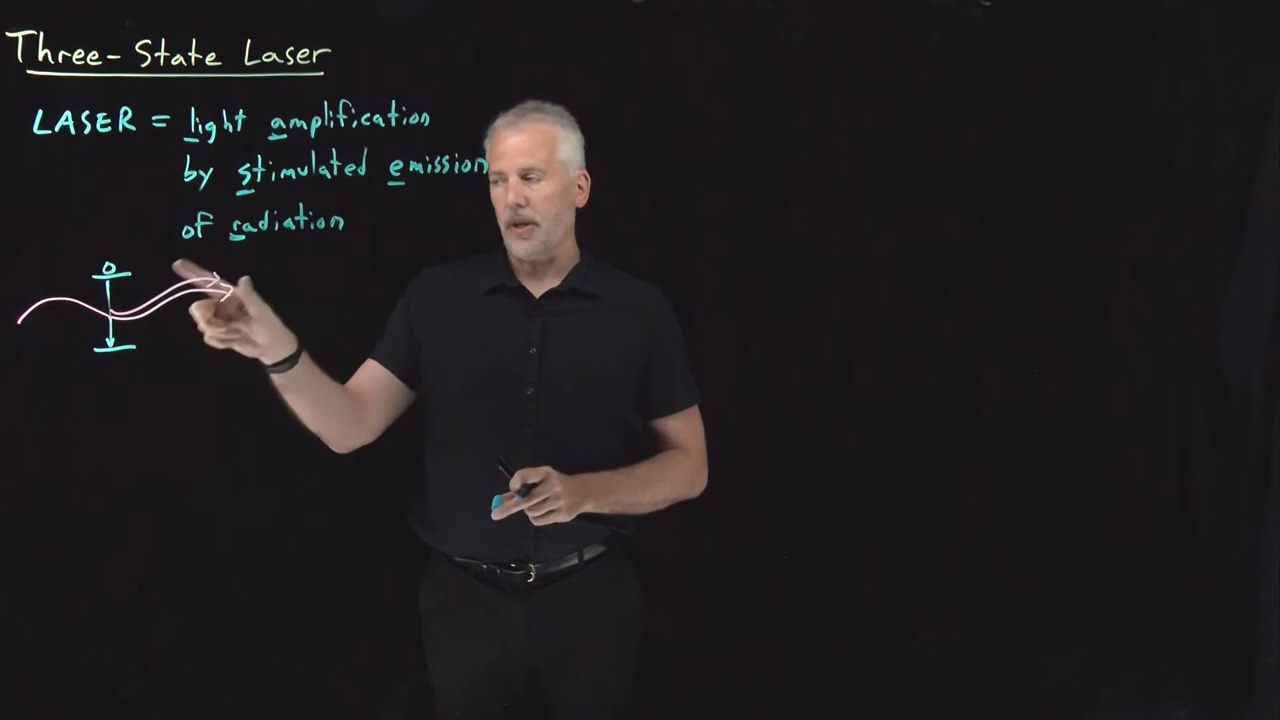 Three-State Laser
LASER = light amplification
by stimulated emission
of radiation